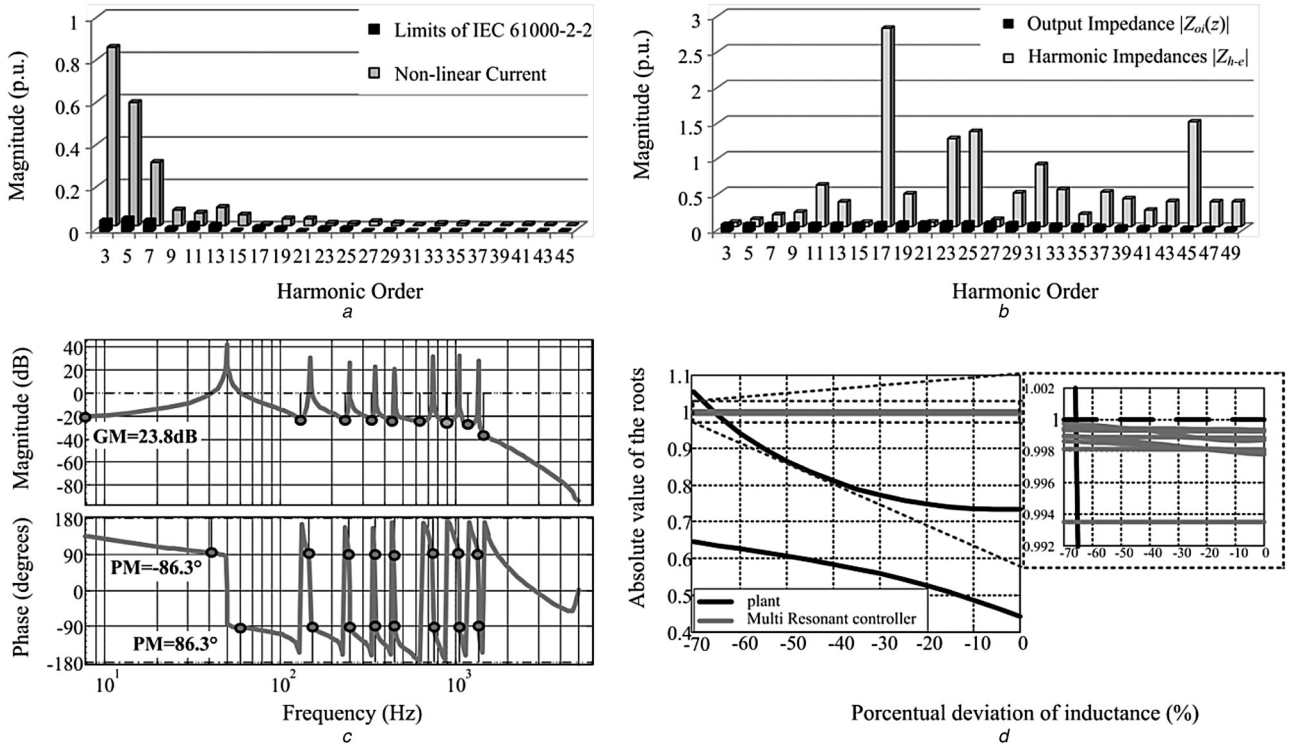 Magnitude (p.u.)
1
0.8
0.6
0.4
0.2
0
Limits of IEC 61000-2-2
Non-linear Current
3 5 7 9 11 13 15 17 19 21 23 25 27 29 31 33 35 37 39 41 43 45
Harmonic Order
a
Magnitude (p.u.)
3
2.5
2
1.5
1
0.5
0
Output Impedance |Zoi(z)|
Harmonic Impedances |Zh-e|
3 5 7 9 11 13 15 17 19 21 23 25 27 29 31 33 35 37 39 41 43 45 47 49
Harmonic Order
b
Magnitude (dB)
40
20
0
-20
-40
-60
-80
GM=23.8dB
Phase (degrees)
180
90
0
-90
-180
PM=-86.3°
PM=86.3°
10¹ 10² 10³
Frequency (Hz)
c
Absolute value of the roots
1.1
1
0.9
0.8
0.7
0.6
0.5
0.4
plant
Multi Resonant controller
-70 -60 -50 -40 -30 -20 -10 0
1.002
1
0.998
0.996
0.994
0.992
-70 -60 -50 -40 -30 -20 -10 0
Porcentual deviation of inductance (%)
d